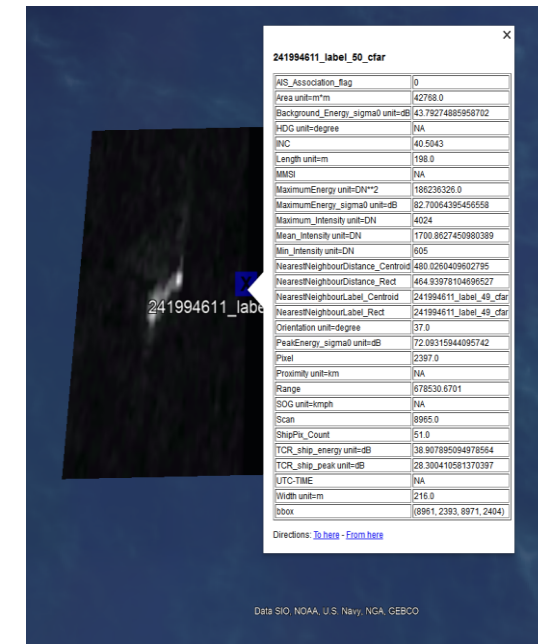 ×
241994611_label_50_cfar
AIS_Association_flag 0
Area unit=m*m 42768.0
Background_Energy_sigma0 unit=dB 43.79274885958702
HDG unit=degree NA
INC 40.5043
Length unit=m 198.0
MMSI NA
MaximumEnergy unit=DN**2 186236326.0
MaximumEnergy_sigma0 unit=dB 82.70064395456558
Maximum_Intensity unit=DN 4024
Mean_Intensity unit=DN 1700.8627450980389
Min_Intensity unit=DN 605
NearestNeighbourDistance_Centroid 480.0260409602795
NearestNeighbourDistance_Rect 464.93978104696527
NearestNeighbourLabel_Centroid 241994611_label_49_cfar
NearestNeighbourLabel_Rect 241994611_label_49_cfar
Orientation unit=degree 37.0
PeakEnergy_sigma0 unit=dB 72.09315944095742
Pixel 2397.0
Proximity unit=km NA
Range 678530.6701
SOG unit=kmph NA
Scan 8965.0
ShipPix_Count 51.0
TCR_ship_energy unit=dB 38.907895094978564
TCR_ship_peak unit=dB 28.300410581370397
UTC-TIME NA
Width unit=m 216.0
bbox (8961, 2393, 8971, 2404)
Directions: To here - From here
241994611_labe
Data SIO, NOAA, U.S. Navy, NGA, GEBCO